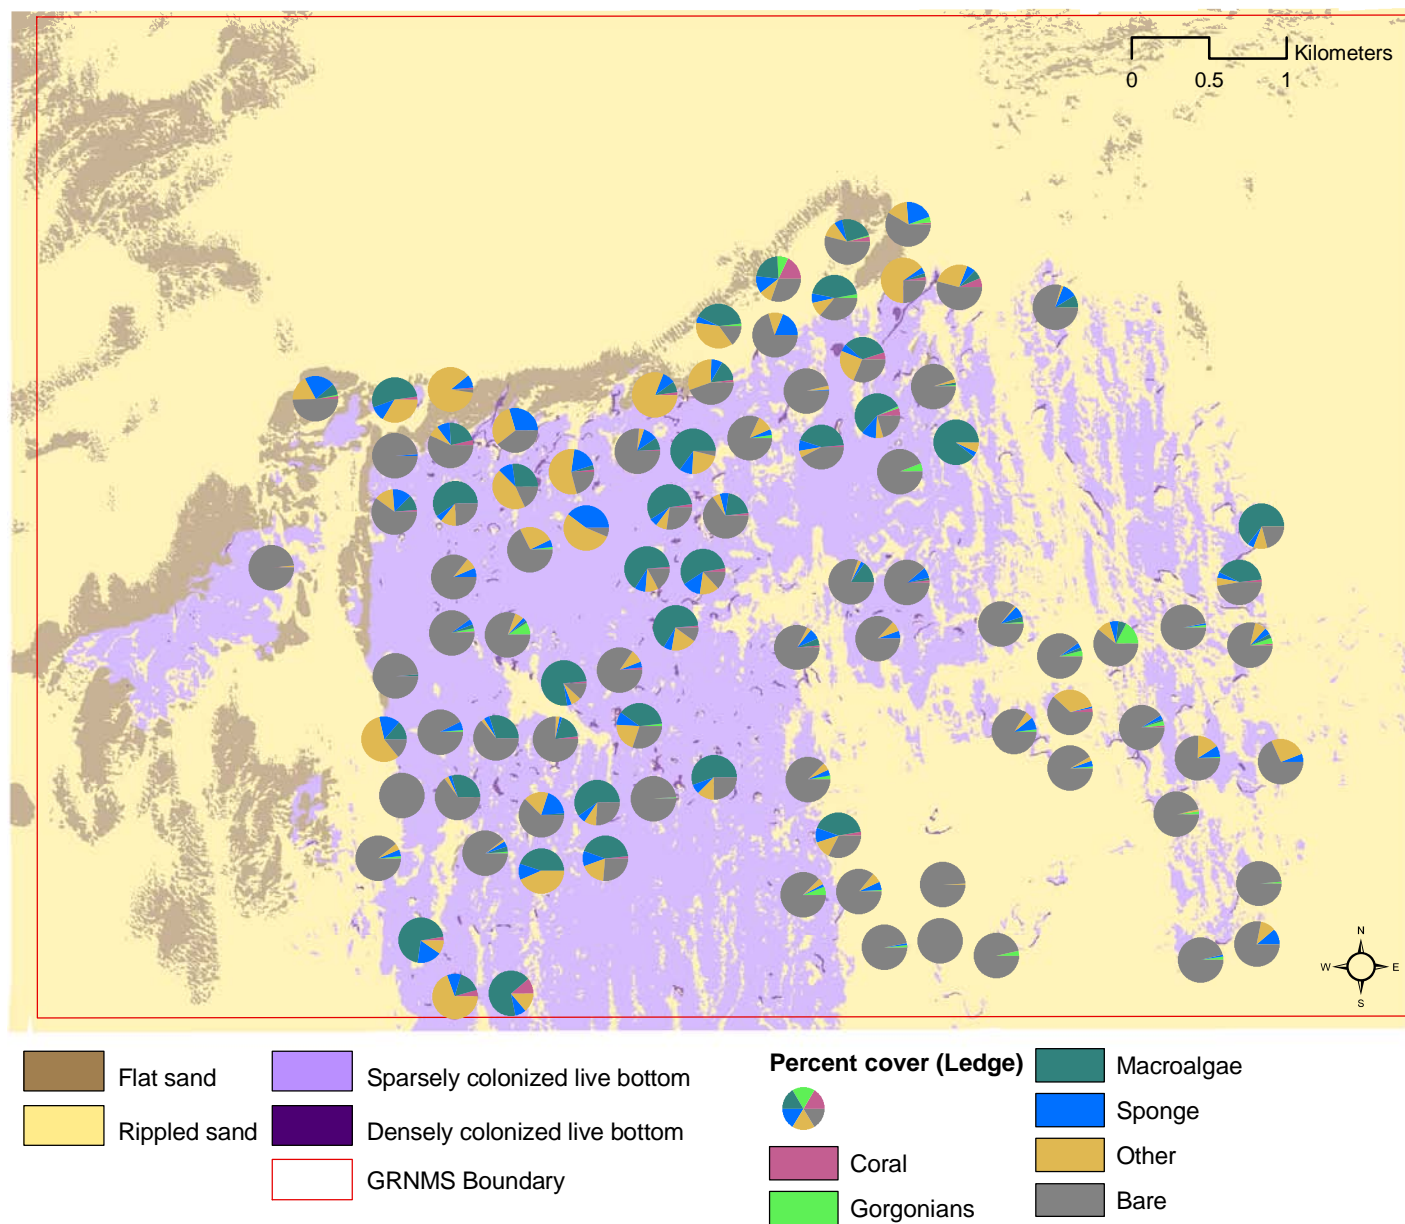 Kilometers
0 0.5 1
N
W E
S
Flat sand
Rippled sand
Sparsely colonized live bottom
Densely colonized live bottom
GRNMS Boundary
Percent cover (Ledge)
Coral
Gorgonians
Macroalgae
Sponge
Other
Bare